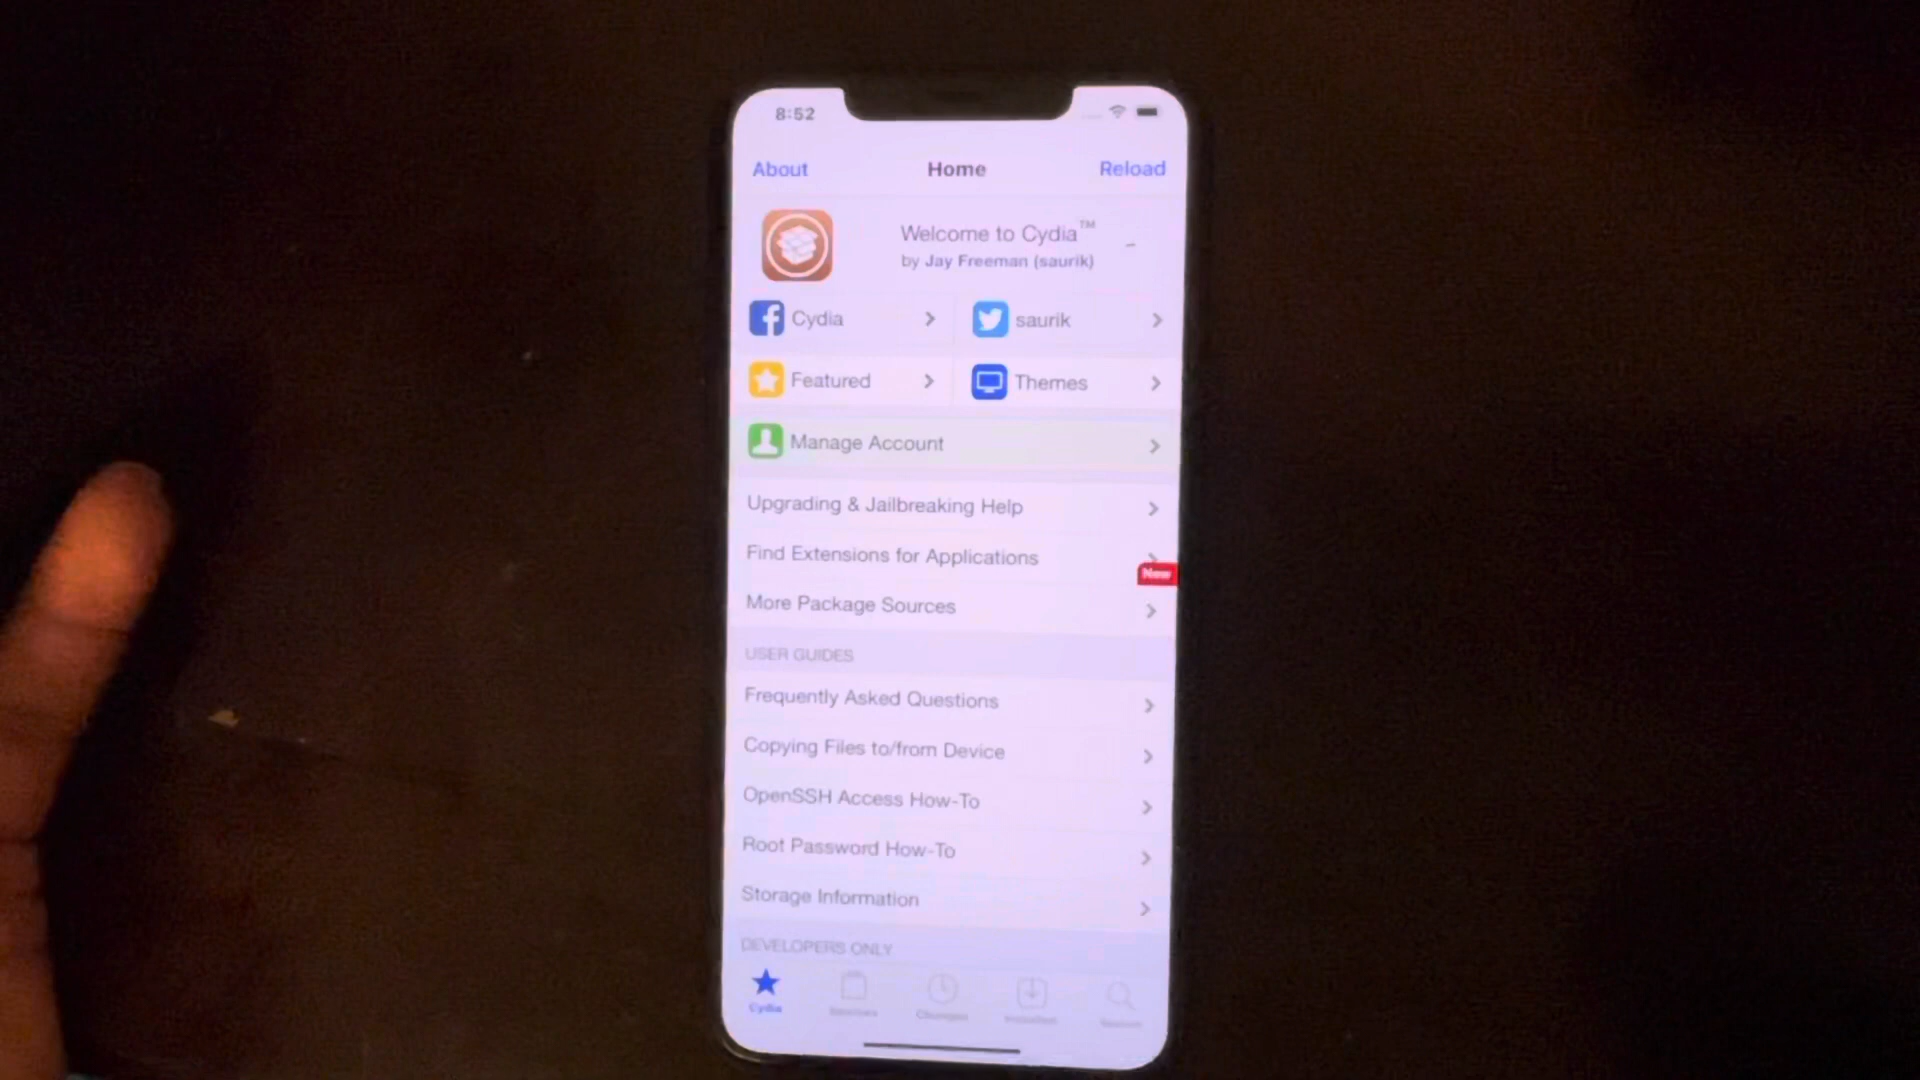 8:52
About Home Reload
Welcome to Cydia™
by Jay Freeman (saurik)
Cydia
saurik
Featured
Themes
Manage Account
Upgrading & Jailbreaking Help
Find Extensions for Applications
New
More Package Sources
USER GUIDES
Frequently Asked Questions
Copying Files to/from Device
OpenSSH Access How-To
Root Password How-To
Storage Information
DEVELOPERS ONLY
Cydia Changes